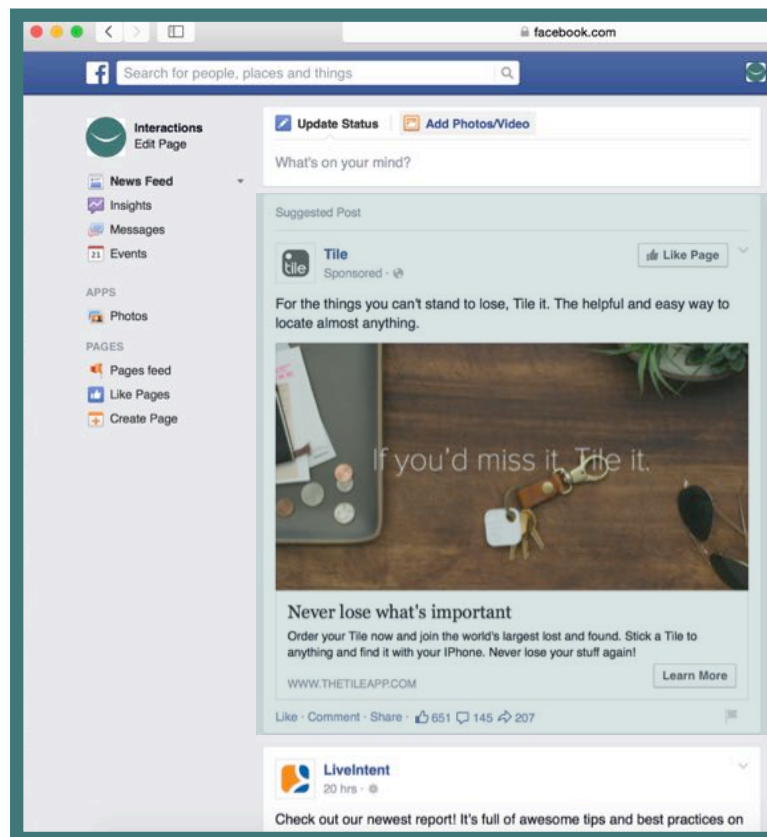 facebook.com
Search for people, places and things
Interactions
Edit Page
News Feed
Insights
Messages
21 Events
APPS
Photos
PAGES
Pages feed
Like Pages
Create Page
Update Status Add Photos/Video
What's on your mind?
Suggested Post
tile
Tile
Sponsored ·
Like Page
For the things you can't stand to lose, Tile it. The helpful and easy way to
locate almost anything.
If you'd miss it, Tile it.
Never lose what's important
Order your Tile now and join the world's largest lost and found. Stick a Tile to
anything and find it with your IPhone. Never lose your stuff again!
WWW.THETILEAPP.COM
Learn More
Like · Comment · Share · 651 145 207
LiveIntent
20 hrs ·
Check out our newest report! It's full of awesome tips and best practices on